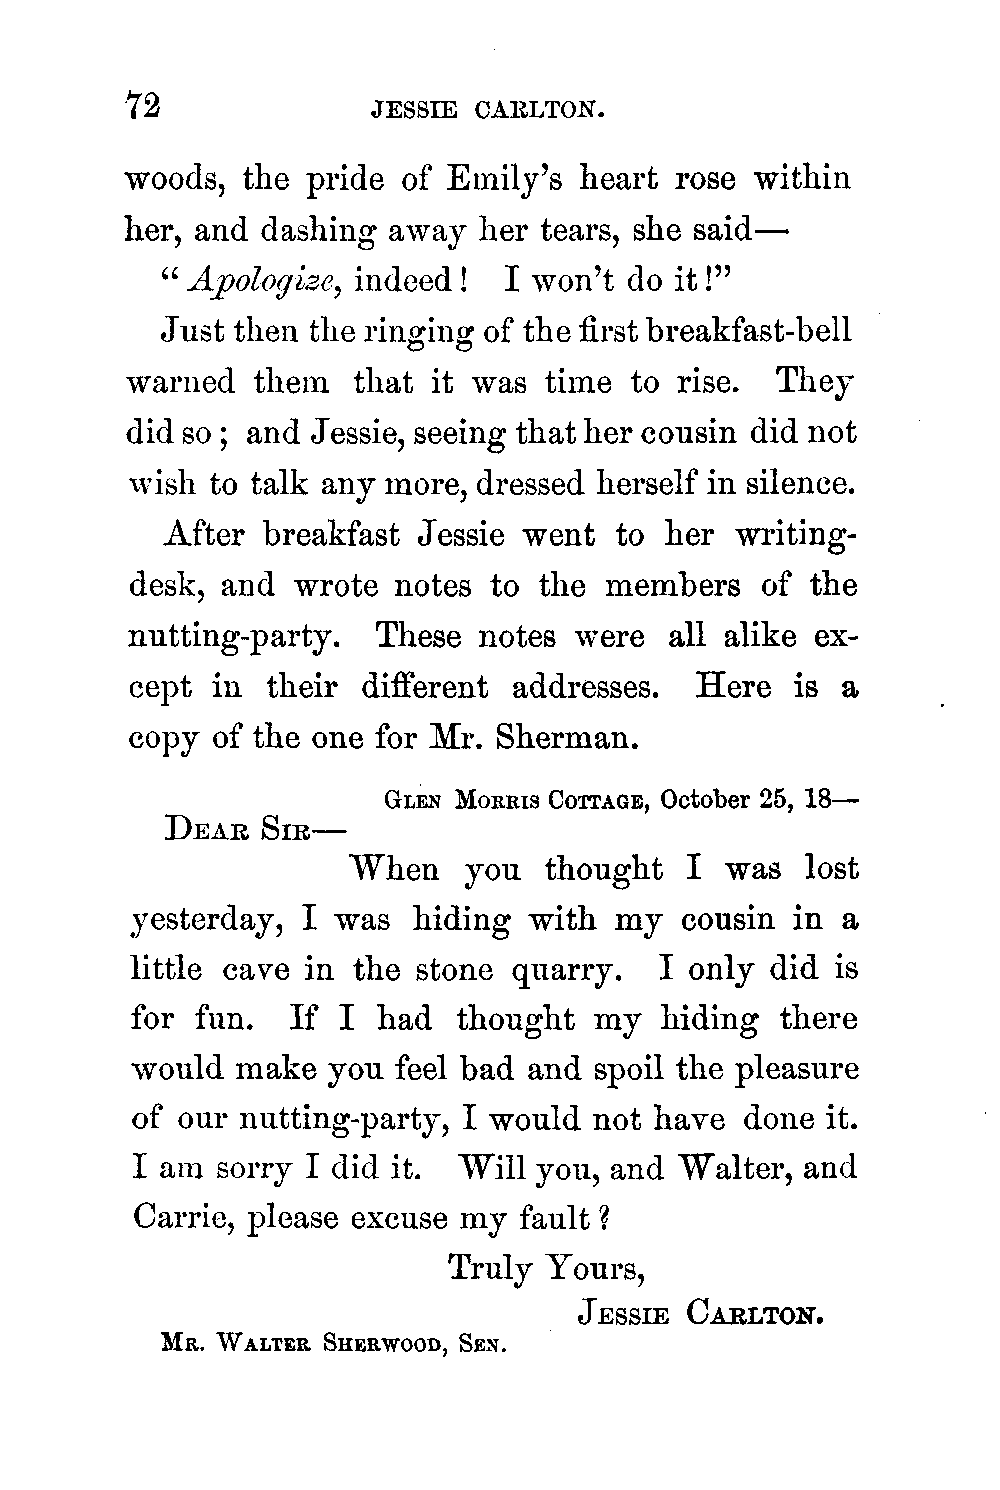 72 JESSIE CARLTON.
woods, the pride of Emily's heart rose within
her, and dashing away her tears, she said—
"Apologize, indeed! I won't do it!"
Just then the ringing of the first breakfast-bell
warned them that it was time to rise. They
did so; and Jessie, seeing that her cousin did not
wish to talk any more, dressed herself in silence.
After breakfast Jessie went to her writing-
desk, and wrote notes to the members of the
nutting-party. These notes were all alike ex-
cept in their different addresses. Here is a
copy of the one for Mr. Sherman.
GLEN MORRIS COTTAGE, October 25, 18—
DEAR SIR—
When you thought I was lost
yesterday, I was hiding with my cousin in a
little cave in the stone quarry. I only did is
for fun. If I had thought my hiding there
would make you feel bad and spoil the pleasure
of our nutting-party, I would not have done it.
I am sorry I did it. Will you, and Walter, and
Carrie, please excuse my fault?
Truly Yours,
JESSIE CARLTON.
MR. WALTER SHERWOOD, SEN.